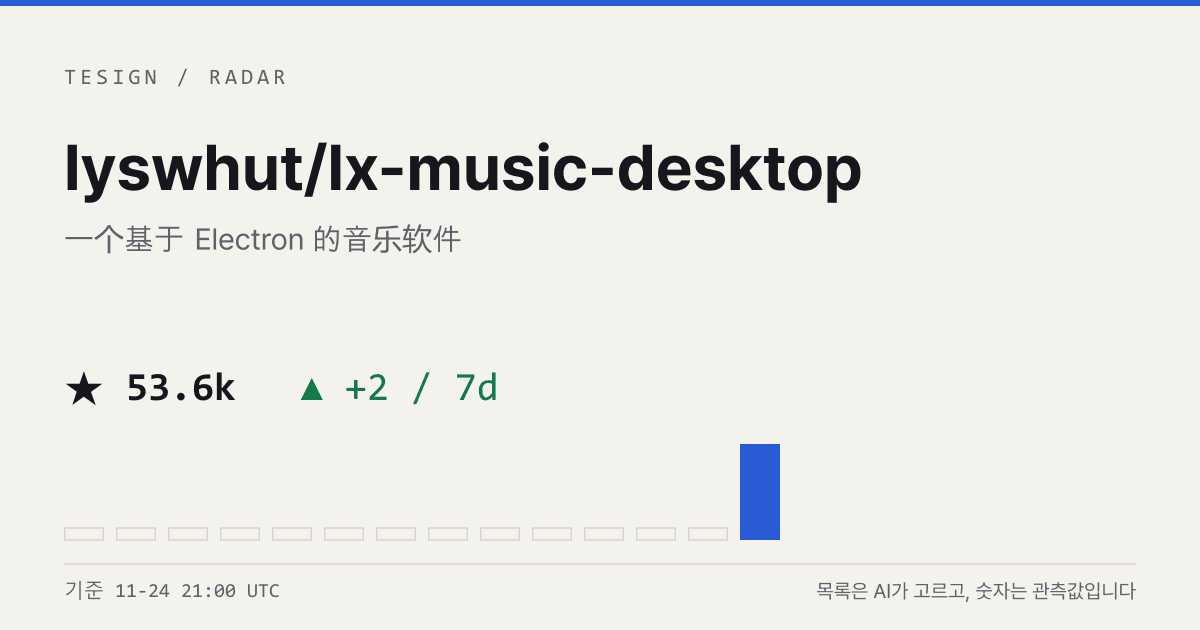 TESIGN / RADAR
lyswhut/lx-music-desktop
一个基于 Electron 的音乐软件
★ 53.6k ▲ +2 / 7d
기준 11-24 21:00 UTC
목록은 AI가 고르고, 숫자는 관측값입니다